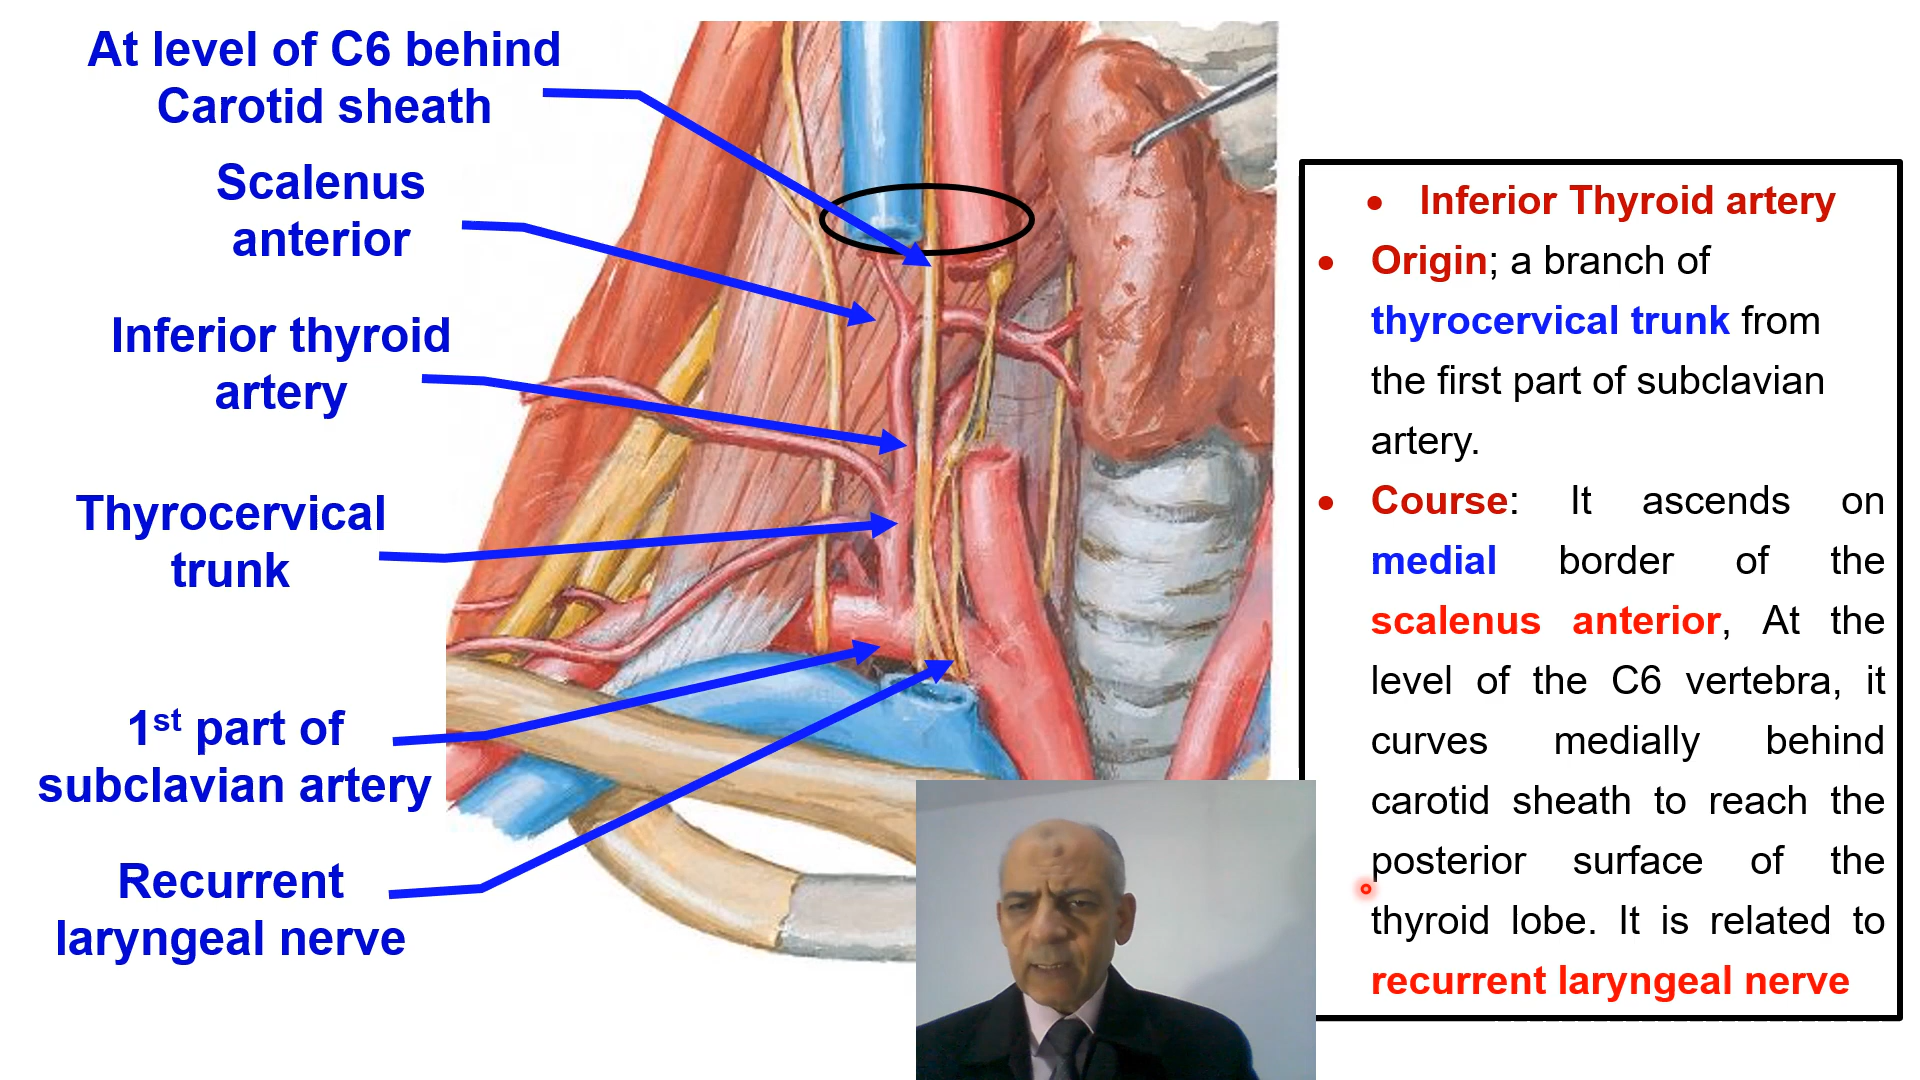 At level of C6 behind
Carotid sheath
Scalenus
anterior
Inferior thyroid
artery
Thyrocervical
trunk
1st part of
subclavian artery
Recurrent
laryngeal nerve
• Inferior Thyroid artery
• Origin; a branch of
thyrocervical trunk from
the first part of subclavian
artery.
• Course: It ascends on
medial border of the
scalenus anterior, At the
level of the C6 vertebra, it
curves medially behind
carotid sheath to reach the
posterior surface of the
thyroid lobe. It is related to
recurrent laryngeal nerve